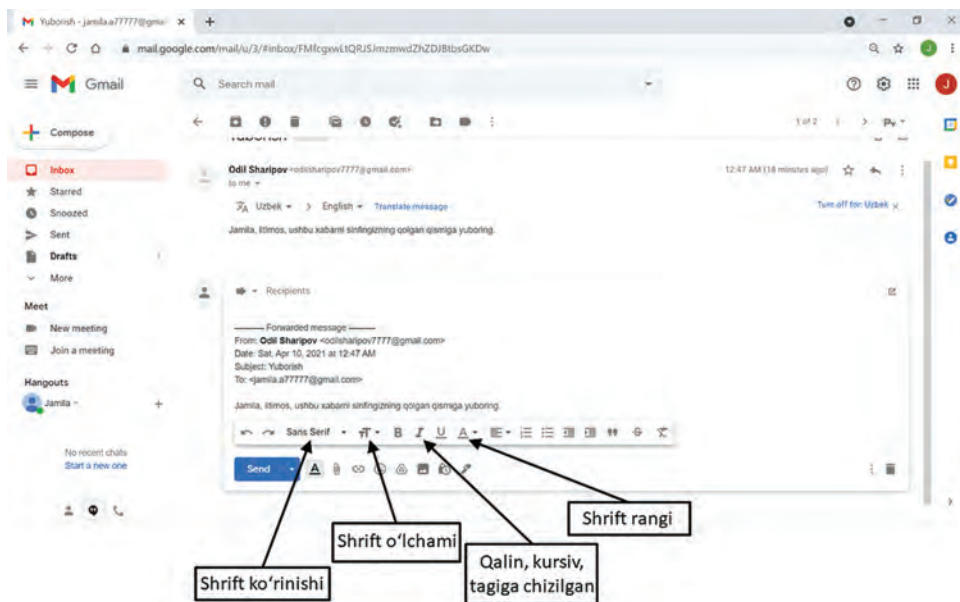 Yuborish - jamila.a77777@gmai
mail.google.com/mail/u/3/#inbox/FMfcgxwLtQRJSJmzmwdZhZDJBtbsGKDw
J
Gmail
Search mail
J
Compose
1 of 2
Yuborish
Inbox
Starred
Snoozed
Sent
Drafts
More
Odil Sharipov <odilsharipov7777@gmail.com>
12:47 AM (18 minutes ago)
to me
Uzbek > English Translate message
Turn off for: Uzbek x
Jamila, iltimos, ushbu xabarni sinfingizning qolgan qismiga yuboring.
Recipients
Meet
New meeting
Join a meeting
---------- Forwarded message ----------
From: Odil Sharipov <odilsharipov7777@gmail.com>
Date: Sat, Apr 10, 2021 at 12:47 AM
Subject: Yuborish
To: <jamila.a77777@gmail.com>
Hangouts
Jamila
Jamila, iltimos, ushbu xabarni sinfingizning qolgan qismiga yuboring.
Sans Serif
B I U A
No recent chats
Start a new one
Send A
Shrift rangi
Shrift o‘lchami
Qalin, kursiv,
tagiga chizilgan
Shrift ko‘rinishi